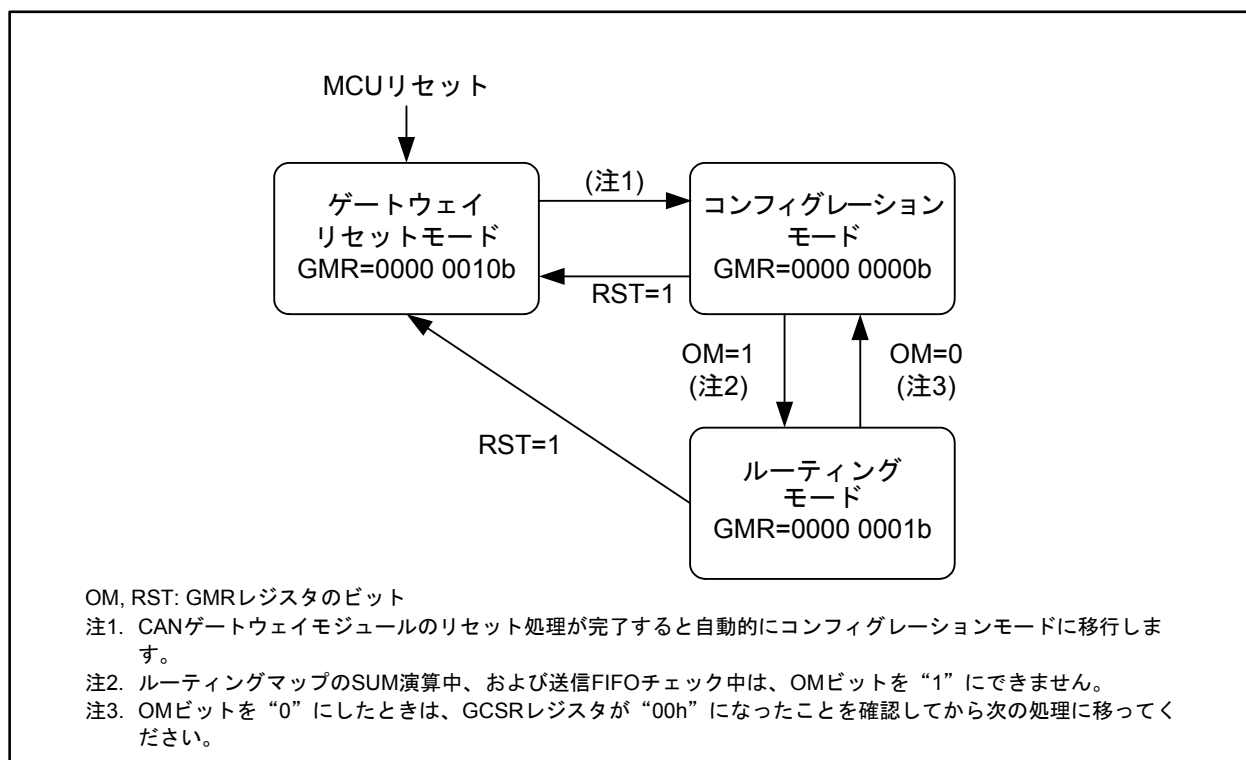 MCUリセット
(注1)
ゲートウェイ
リセットモード
GMR=0000 0010b
コンフィグレーション
モード
GMR=0000 0000b
RST=1
OM=1
(注2)
OM=0
(注3)
RST=1
ルーティング
モード
GMR=0000 0001b
OM, RST: GMRレジスタのビット
注1. CANゲートウェイモジュールのリセット処理が完了すると自動的にコンフィグレーションモードに移行しま
す。
注2. ルーティングマップのSUM演算中、および送信FIFOチェック中は、OMビットを“1”にできません。
注3. OMビットを“0”にしたときは、GCSRレジスタが“00h”になったことを確認してから次の処理に移ってく
ださい。